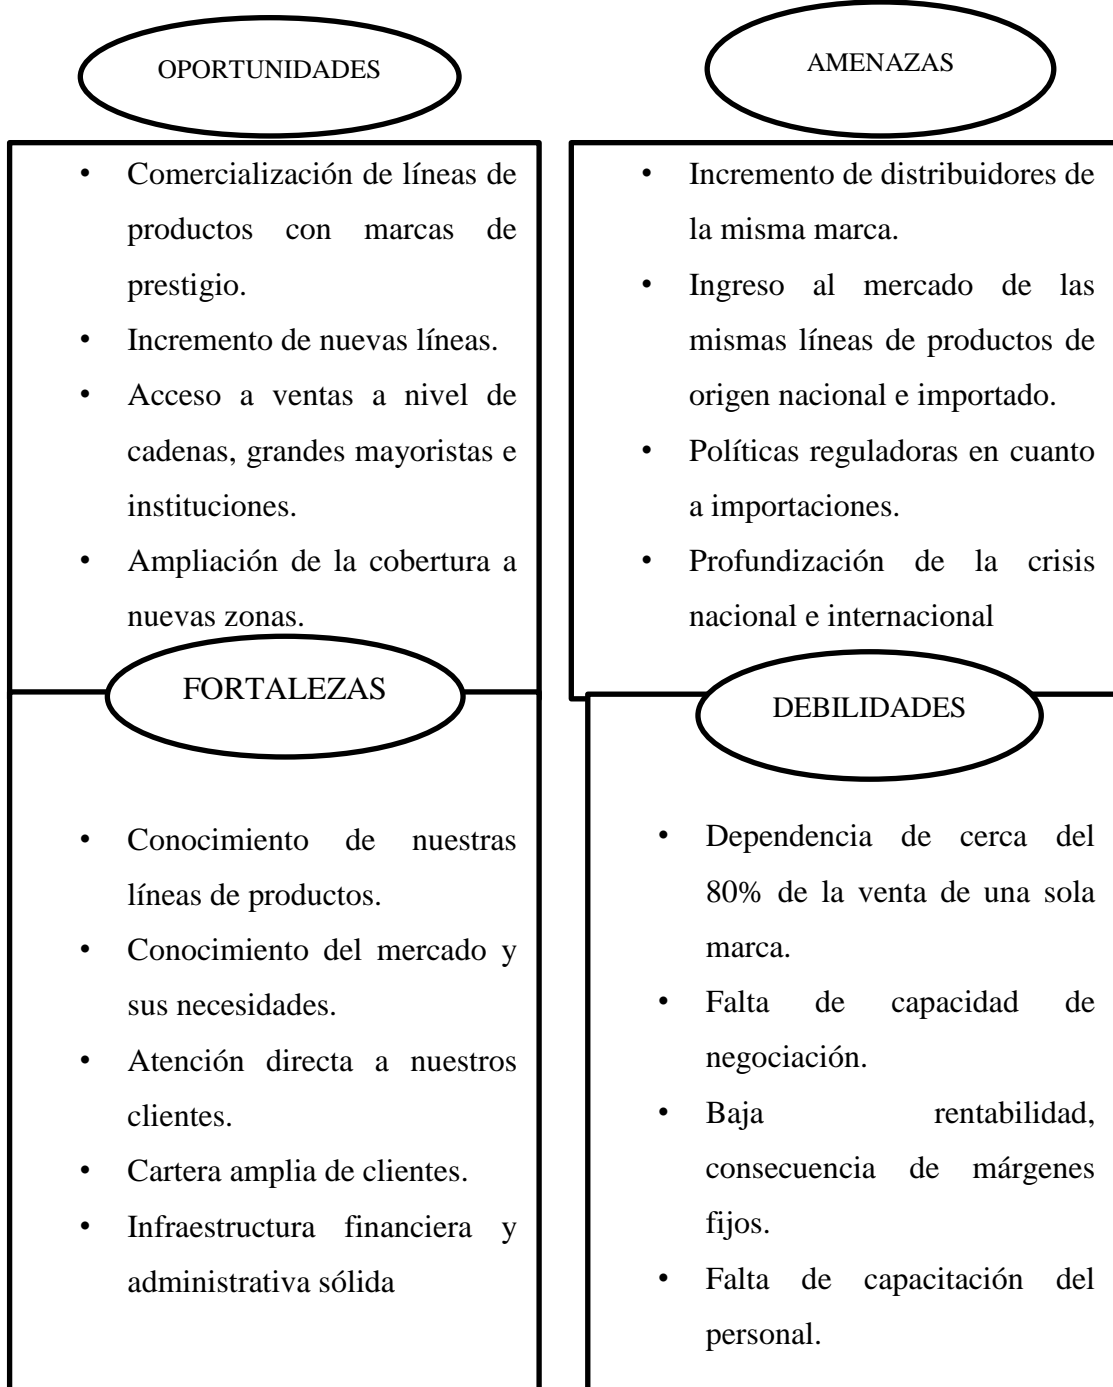 OPORTUNIDADES
• Comercialización de líneas de
productos con marcas de
prestigio.
• Incremento de nuevas líneas.
• Acceso a ventas a nivel de
cadenas, grandes mayoristas e
instituciones.
• Ampliación de la cobertura a
nuevas zonas.
AMENAZAS
• Incremento de distribuidores de
la misma marca.
• Ingreso al mercado de las
mismas líneas de productos de
origen nacional e importado.
• Políticas reguladoras en cuanto
a importaciones.
• Profundización de la crisis
nacional e internacional
FORTALEZAS
• Conocimiento de nuestras
líneas de productos.
• Conocimiento del mercado y
sus necesidades.
• Atención directa a nuestros
clientes.
• Cartera amplia de clientes.
• Infraestructura financiera y
administrativa sólida
DEBILIDADES
• Dependencia de cerca del
80% de la venta de una sola
marca.
• Falta de capacidad de
negociación.
• Baja rentabilidad,
consecuencia de márgenes
fijos.
• Falta de capacitación del
personal.